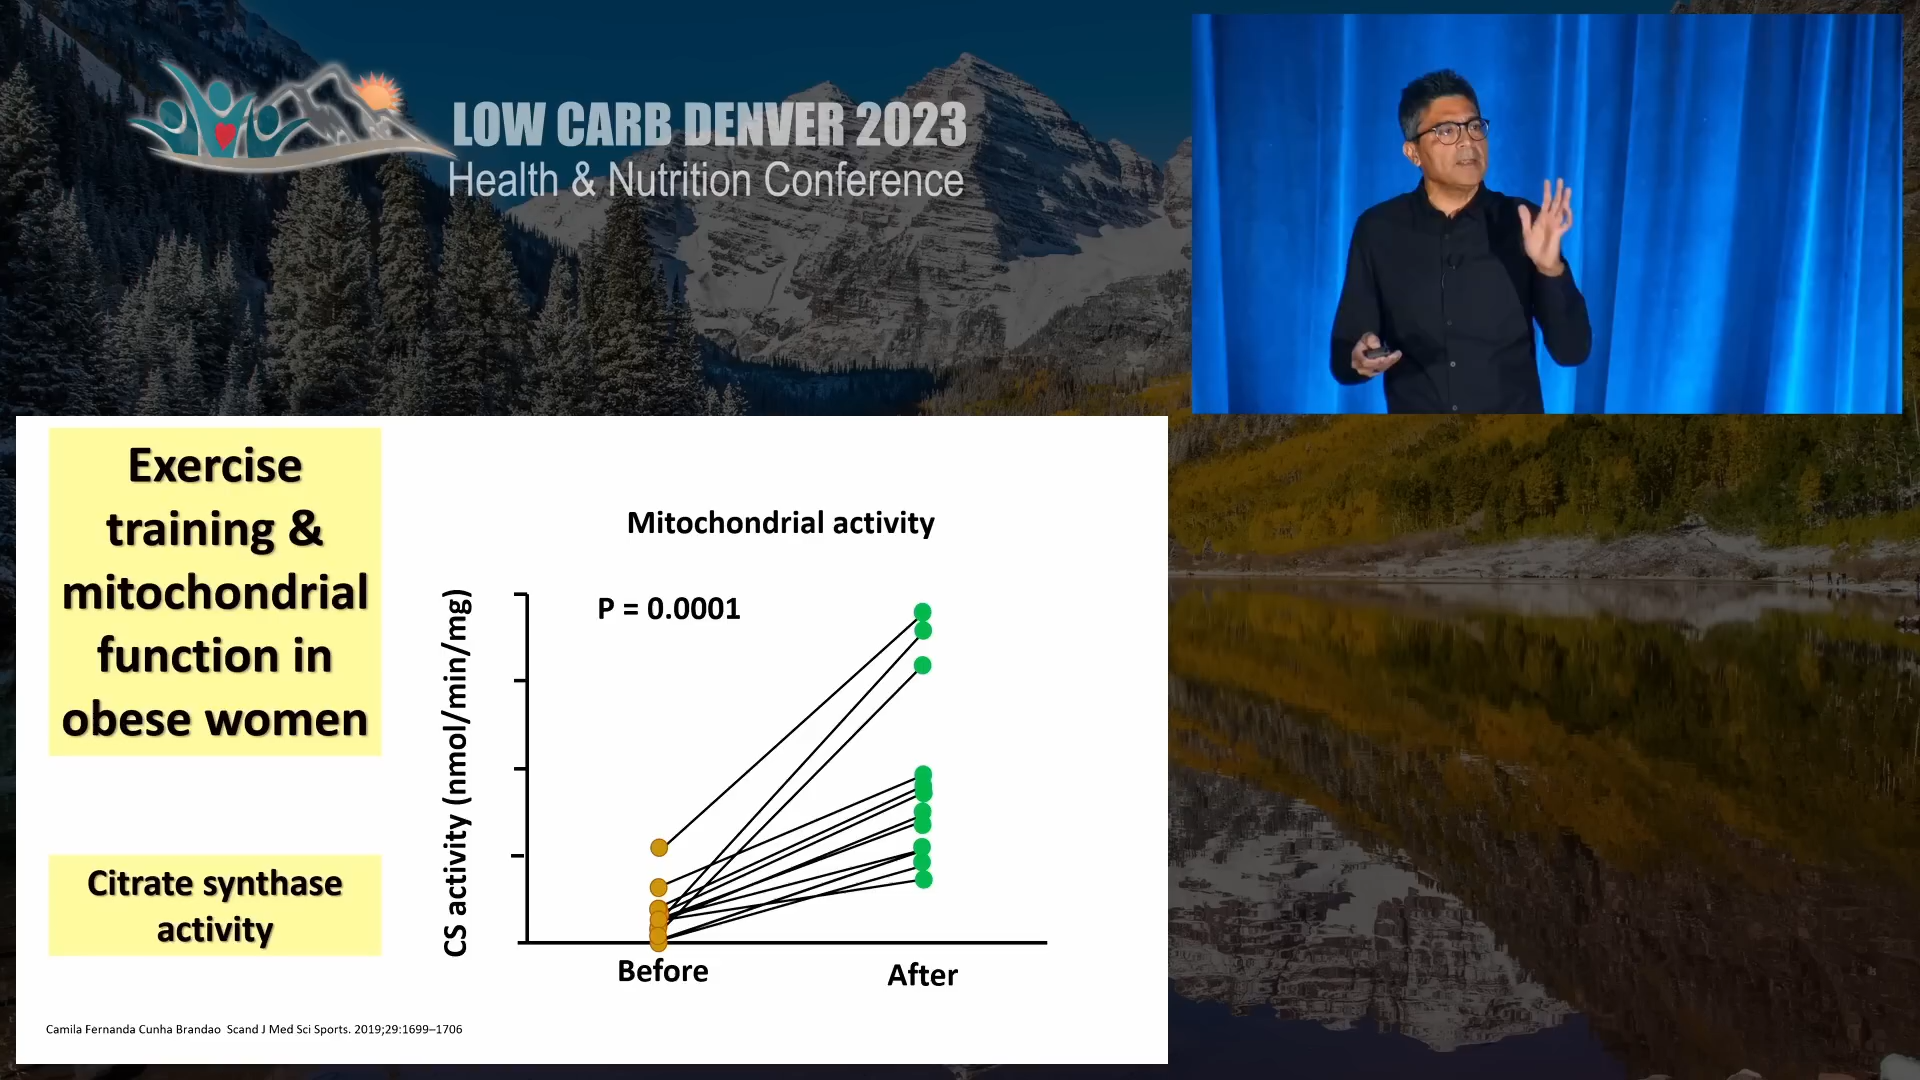 LOW CARB DENVER 2023
Health & Nutrition Conference
Exercise
training &
mitochondrial
function in
obese women
Citrate synthase
activity
Mitochondrial activity
P = 0.0001
CS activity (nmol/min/mg)
Before
After
Camila Fernanda Cunha Brandao Scand J Med Sci Sports. 2019;29:1699–1706